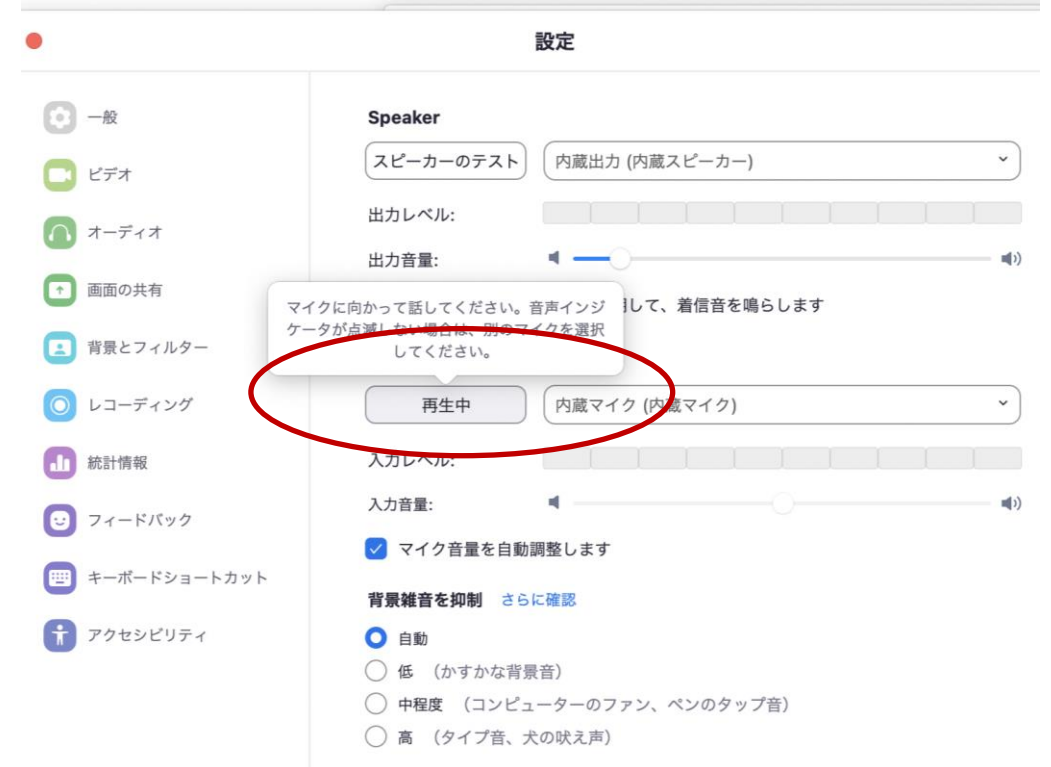 設定
一般
ビデオ
オーディオ
画面の共有
背景とフィルター
レコーディング
統計情報
フィードバック
キーボードショートカット
アクセシビリティ
Speaker
スピーカーのテスト
内蔵出力 (内蔵スピーカー)
出力レベル:
出力音量:
して、着信音を鳴らします
マイクに向かって話してください。音声インジ
ケータが点滅しない場合は、別のマイクを選択
してください。
再生中
内蔵マイク (内蔵マイク)
入力レベル:
入力音量:
マイク音量を自動調整します
背景雑音を抑制 さらに確認
自動
低 (かすかな背景音)
中程度 (コンピューターのファン、ペンのタップ音)
高 (タイプ音、犬の吠え声)